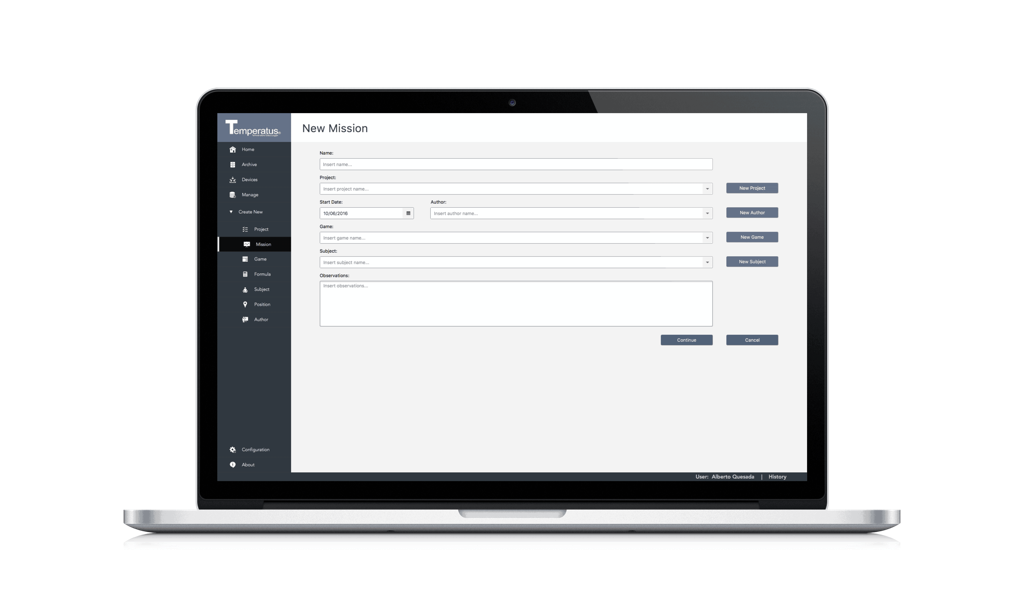 Temperatus
New Mission
Home
Archive
Devices
Manage
Create New
Project
Mission
Game
Formula
Subject
Position
Author
Configuration
About
Name:
Insert name...
Project:
Insert project name...
New Project
Start Date: Author:
10/06/2016 Insert author name... New Author
Game:
Insert game name... New Game
Subject:
Insert subject name... New Subject
Observations:
Insert observations...
Continue Cancel
User: Alberto Quesada | History